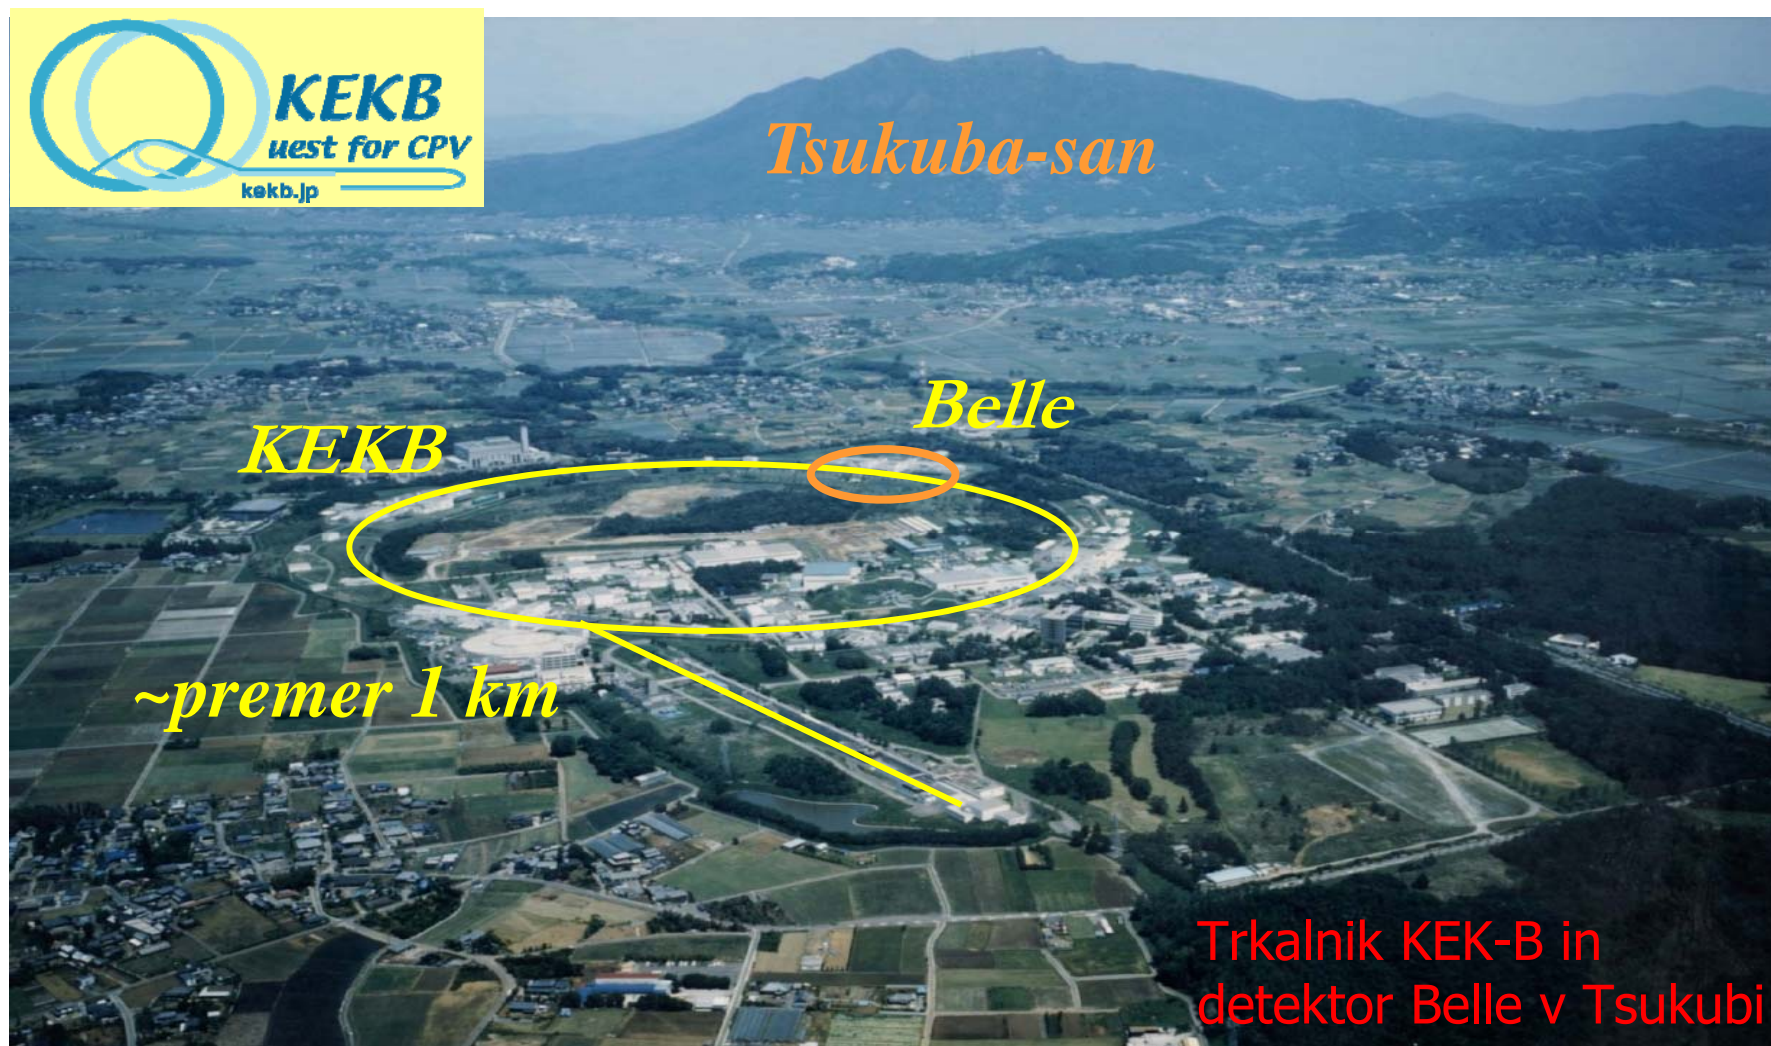 KEKB
uest for CPV
kekb.jp
Tsukuba-san
Belle
KEKB
~premer 1 km
Trkalnik KEK-B in
detektor Belle v Tsukubi